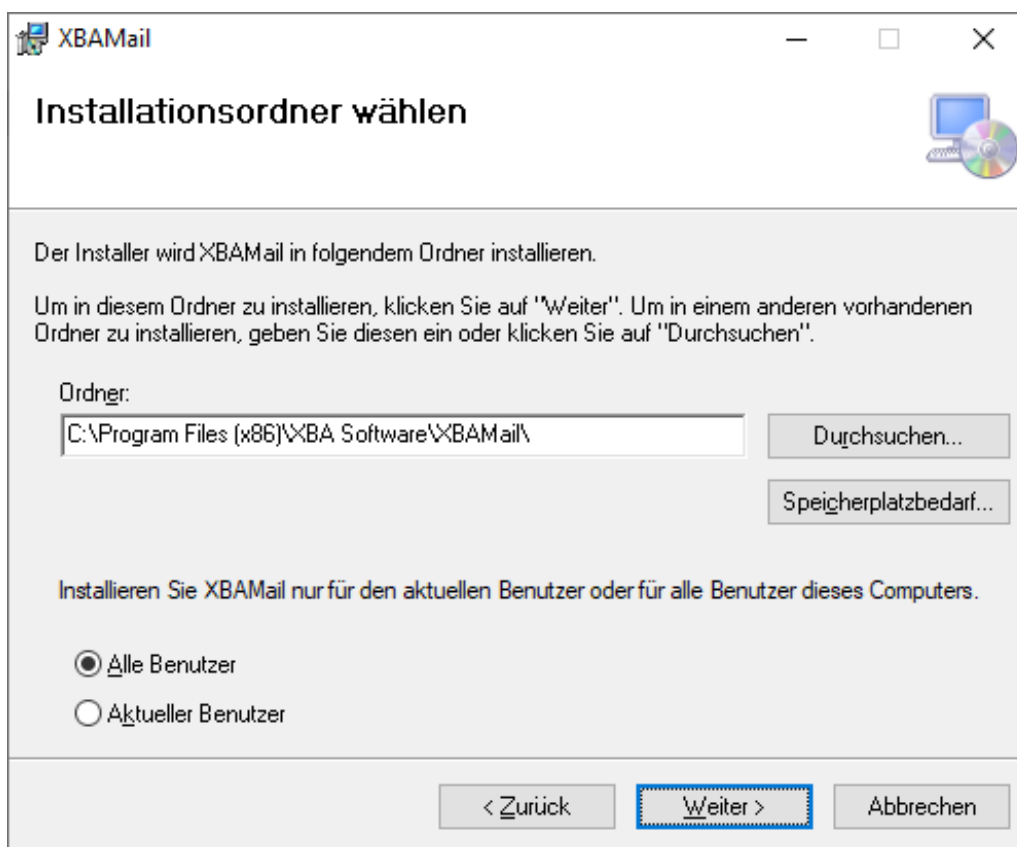 XBAMail
Installationsordner wählen
Der Installer wird XBAMail in folgendem Ordner installieren.
Um in diesem Ordner zu installieren, klicken Sie auf "Weiter". Um in einem anderen vorhandenen
Ordner zu installieren, geben Sie diesen ein oder klicken Sie auf "Durchsuchen".
Ordner:
C:\Program Files (x86)\XBA Software\XBAMail\
Durchsuchen...
Speicherplatzbedarf...
Installieren Sie XBAMail nur für den aktuellen Benutzer oder für alle Benutzer dieses Computers.
Alle Benutzer
Aktueller Benutzer
< Zurück
Weiter >
Abbrechen